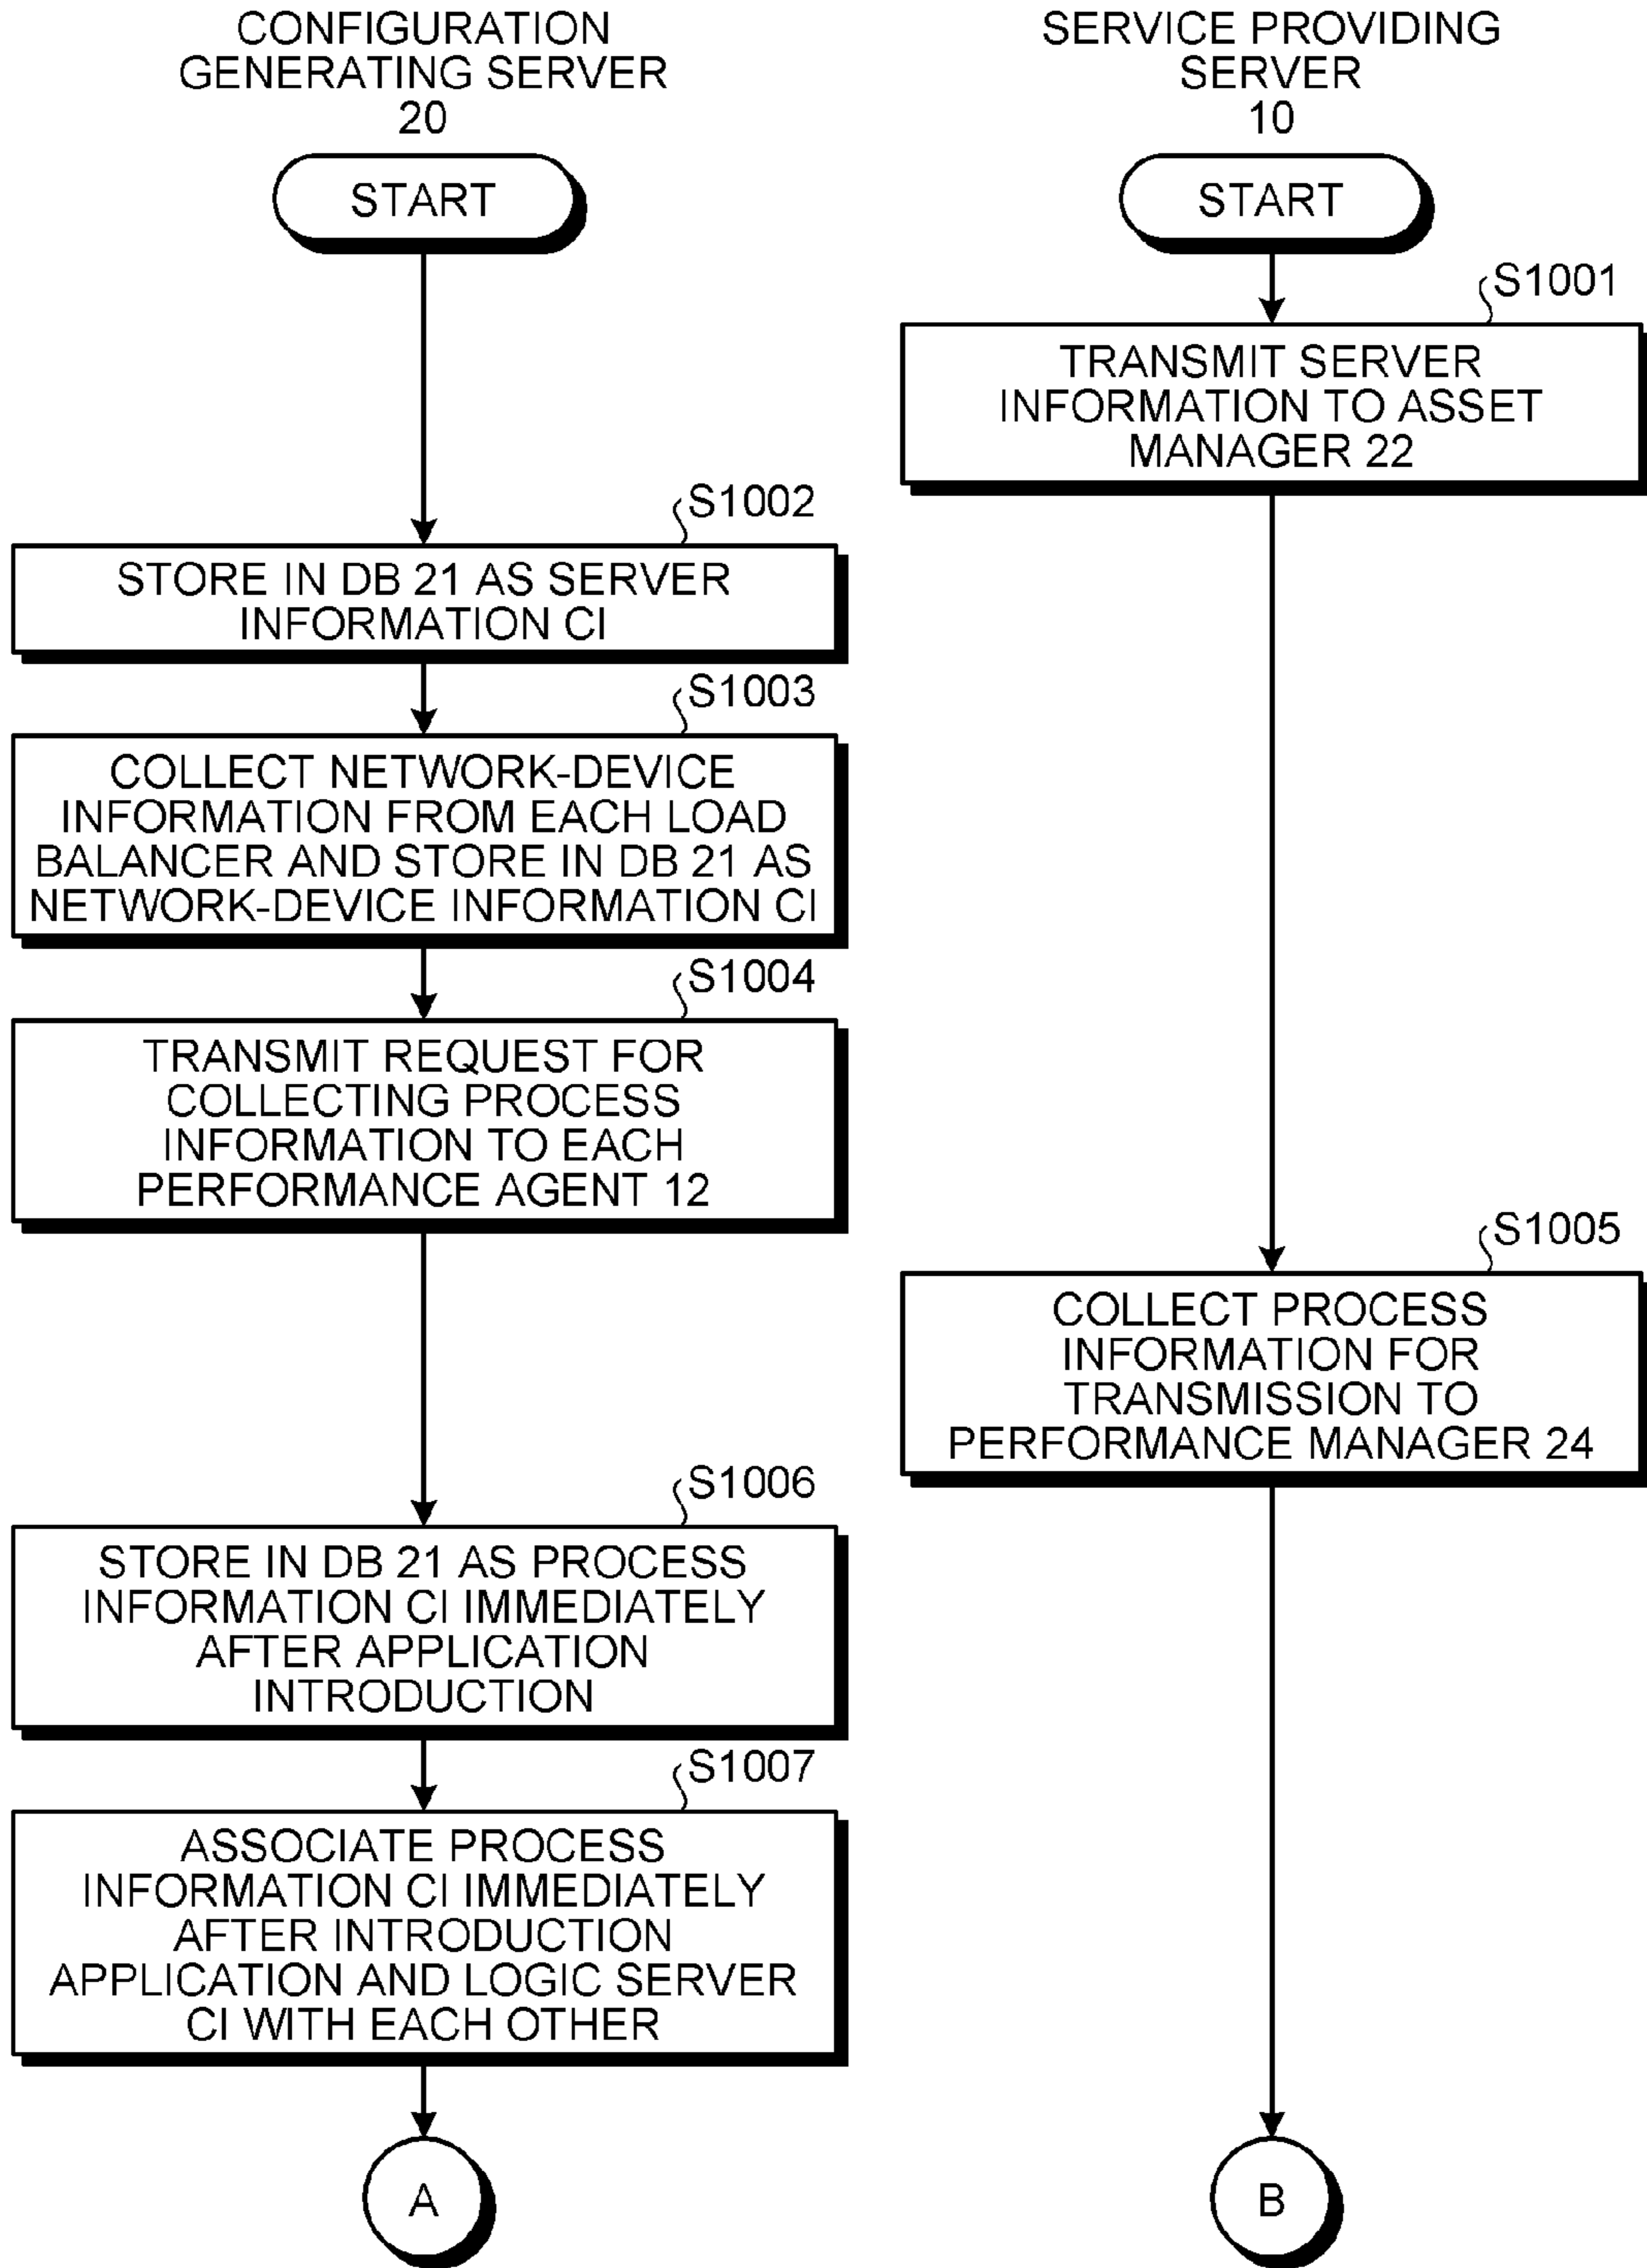 CONFIGURATION
GENERATING SERVER
20
START
SERVICE PROVIDING
SERVER
10
START
S1001
TRANSMIT SERVER
INFORMATION TO ASSET
MANAGER 22
S1002
STORE IN DB 21 AS SERVER
INFORMATION CI
S1003
COLLECT NETWORK-DEVICE
INFORMATION FROM EACH LOAD
BALANCER AND STORE IN DB 21 AS
NETWORK-DEVICE INFORMATION CI
S1004
TRANSMIT REQUEST FOR
COLLECTING PROCESS
INFORMATION TO EACH
PERFORMANCE AGENT 12
S1005
COLLECT PROCESS
INFORMATION FOR
TRANSMISSION TO
PERFORMANCE MANAGER 24
S1006
STORE IN DB 21 AS PROCESS
INFORMATION CI IMMEDIATELY
AFTER APPLICATION
INTRODUCTION
S1007
ASSOCIATE PROCESS
INFORMATION CI IMMEDIATELY
AFTER INTRODUCTION
APPLICATION AND LOGIC SERVER
CI WITH EACH OTHER
A
B